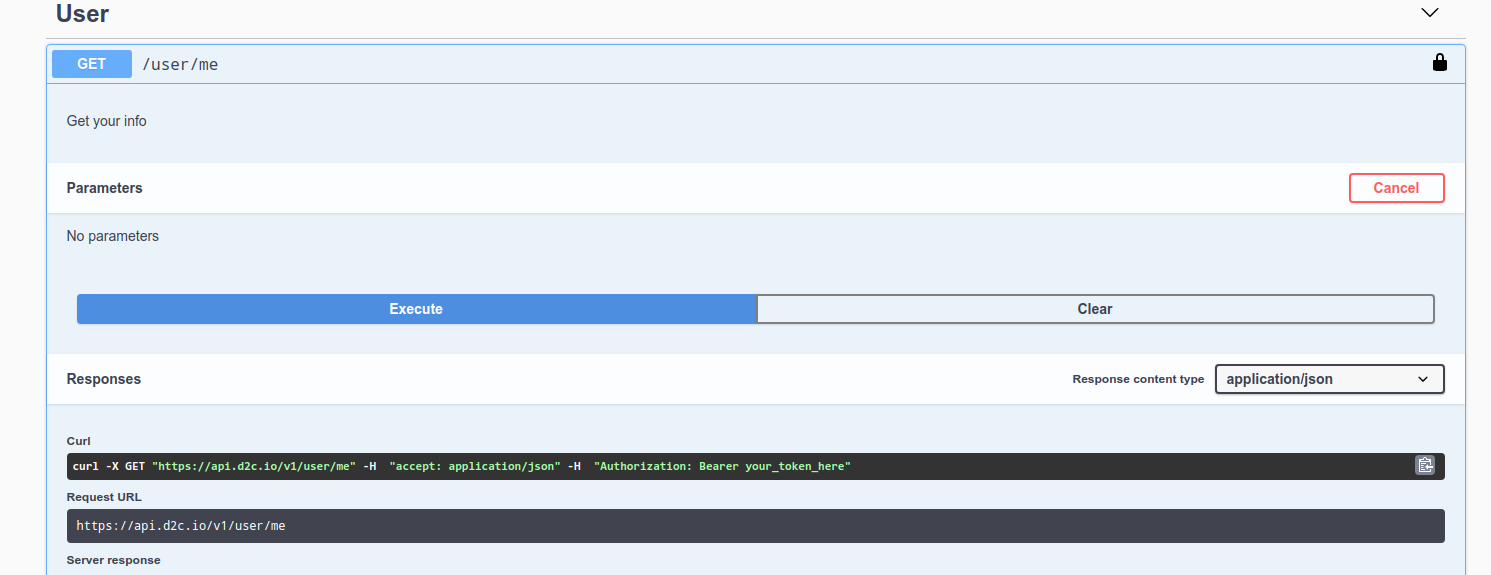 User
GET /user/me
Get your info
Parameters Cancel
No parameters
Execute Clear
Responses Response content type application/json
Curl
curl -X GET "https://api.d2c.io/v1/user/me" -H  "accept: application/json" -H  "Authorization: Bearer your_token_here"
Request URL
https://api.d2c.io/v1/user/me
Server response